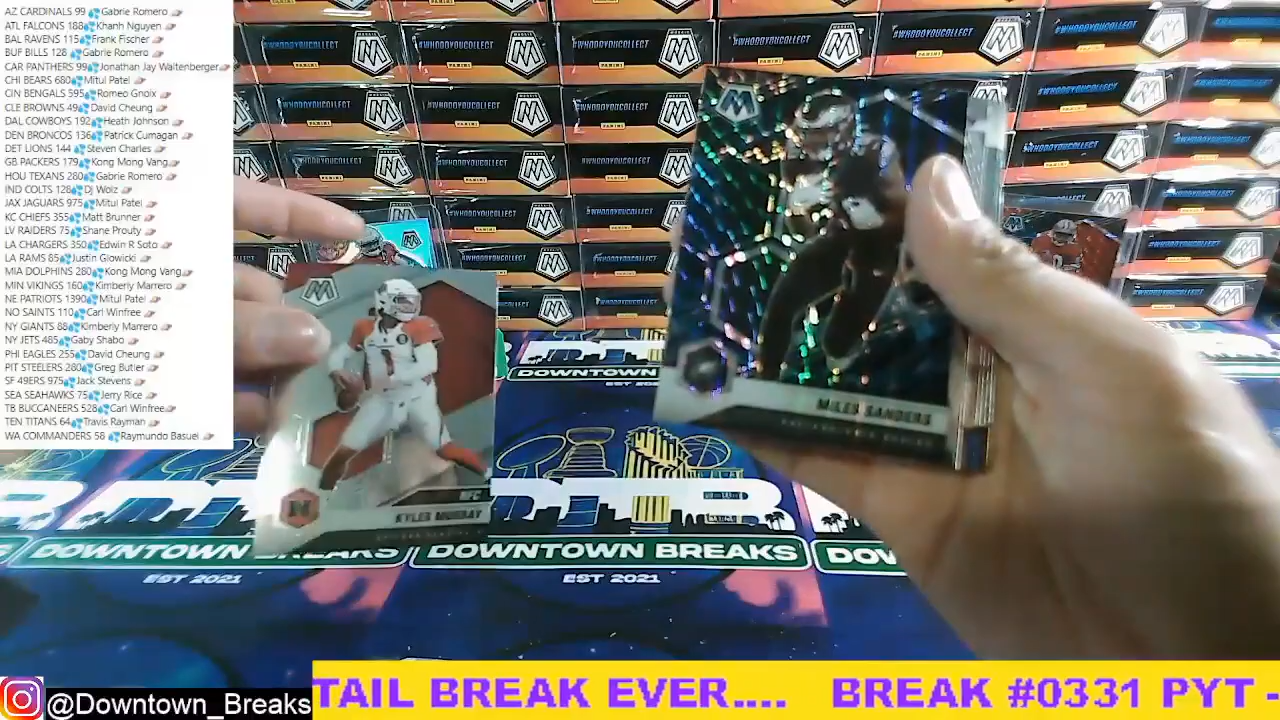 AZ CARDINALS 99💦Gabrie Romero🏈
ATL FALCONS 188💦Khanh Nguyen🏈
BAL RAVENS 115💦Frank Fischer🏈
BUF BILLS 128 💦Gabrie Romero🏈
CAR PANTHERS 99💦Jonathan Jay Waltenberger🏈
CHI BEARS 680💦Mitul Patel 🏈
CIN BENGALS 595💦Romeo Gnoix 🏈
CLE BROWNS 49💦David Cheung 🏈
DAL COWBOYS 192💦Heath Johnson 🏈
DEN BRONCOS 136💦Patrick Cumagan 🏈
DET LIONS 144 💦Steven Charles 🏈
GB PACKERS 179💦Kong Mong Vang🏈
HOU TEXANS 280💦Gabrie Romero 🏈
IND COLTS 128💦DJ Woiz 🏈
JAX JAGUARS 975💦Mitul Patel 🏈
KC CHIEFS 355💦Matt Brunner 🏈
LV RAIDERS 75💦Shane Prouty 🏈
LA CHARGERS 350💦Edwin R Soto 🏈
LA RAMS 85💦Justin Glowicki 🏈
MIA DOLPHINS 280💦Kong Mong Vang🏈
MIN VIKINGS 160💦Kimberly Marrero 🏈
NE PATRIOTS 1390💦Mitul Patel 🏈
NO SAINTS 110💦Carl Winfree 🏈
NY GIANTS 88💦Kimberly Marrero 🏈
NY JETS 485💦Gaby Shabo 🏈
PHI EAGLES 255💦David Cheung 🏈
PIT STEELERS 280💦Greg Butler 🏈
SF 49ERS 975💦Jack Stevens 🏈
SEA SEAHAWKS 75💦Jerry Rice 🏈
TB BUCCANEERS 528💦Carl Winfree🏈
TEN TITANS 64💦Travis Rayman 🏈
WA COMMANDERS 58 💦Raymundo Basuel 🏈
#WHODOYOUCOLLECT
PANINI
MILES SANDERS
NFC
KYLER MURRAY
DOWNTOWN
DTB
DOWNTOWN BREAKS
EST 2021
@Downtown_Breaks
TAIL BREAK EVER.... BREAK #0331 PYT -